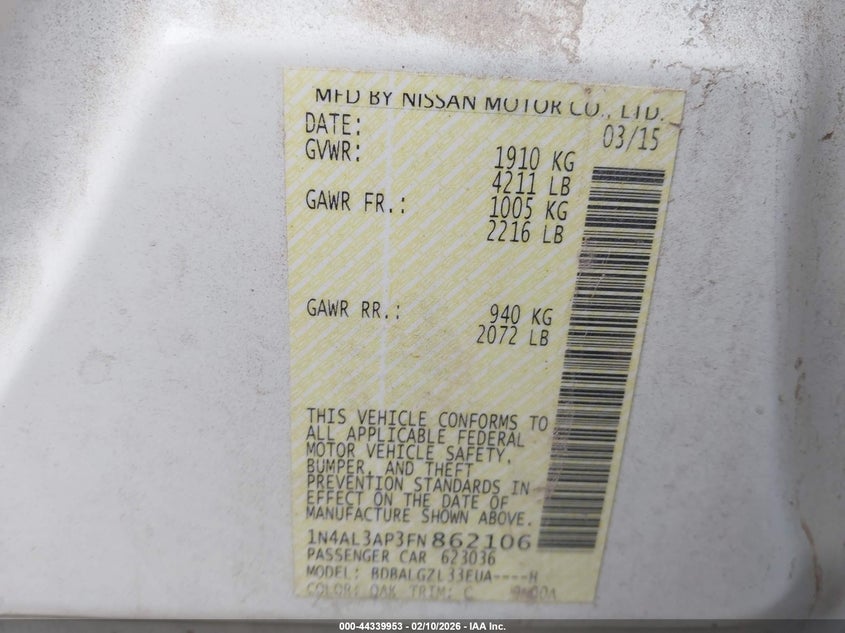 MFD BY NISSAN MOTOR CO., LTD.
DATE: 03/15
GVWR: 1910 KG
4211 LB
GAWR FR.: 1005 KG
2216 LB
GAWR RR.: 940 KG
2072 LB
THIS VEHICLE CONFORMS TO
ALL APPLICABLE FEDERAL
MOTOR VEHICLE SAFETY,
BUMPER, AND THEFT
PREVENTION STANDARDS IN
EFFECT ON THE DATE OF
MANUFACTURE SHOWN ABOVE.
1N4AL3AP3FN862106
PASSENGER CAR 623036
MODEL: BDBALGZL33EUA----H
COLOR: QAK TRIM: C
000-44339953 - 02/10/2026 - IAA Inc.